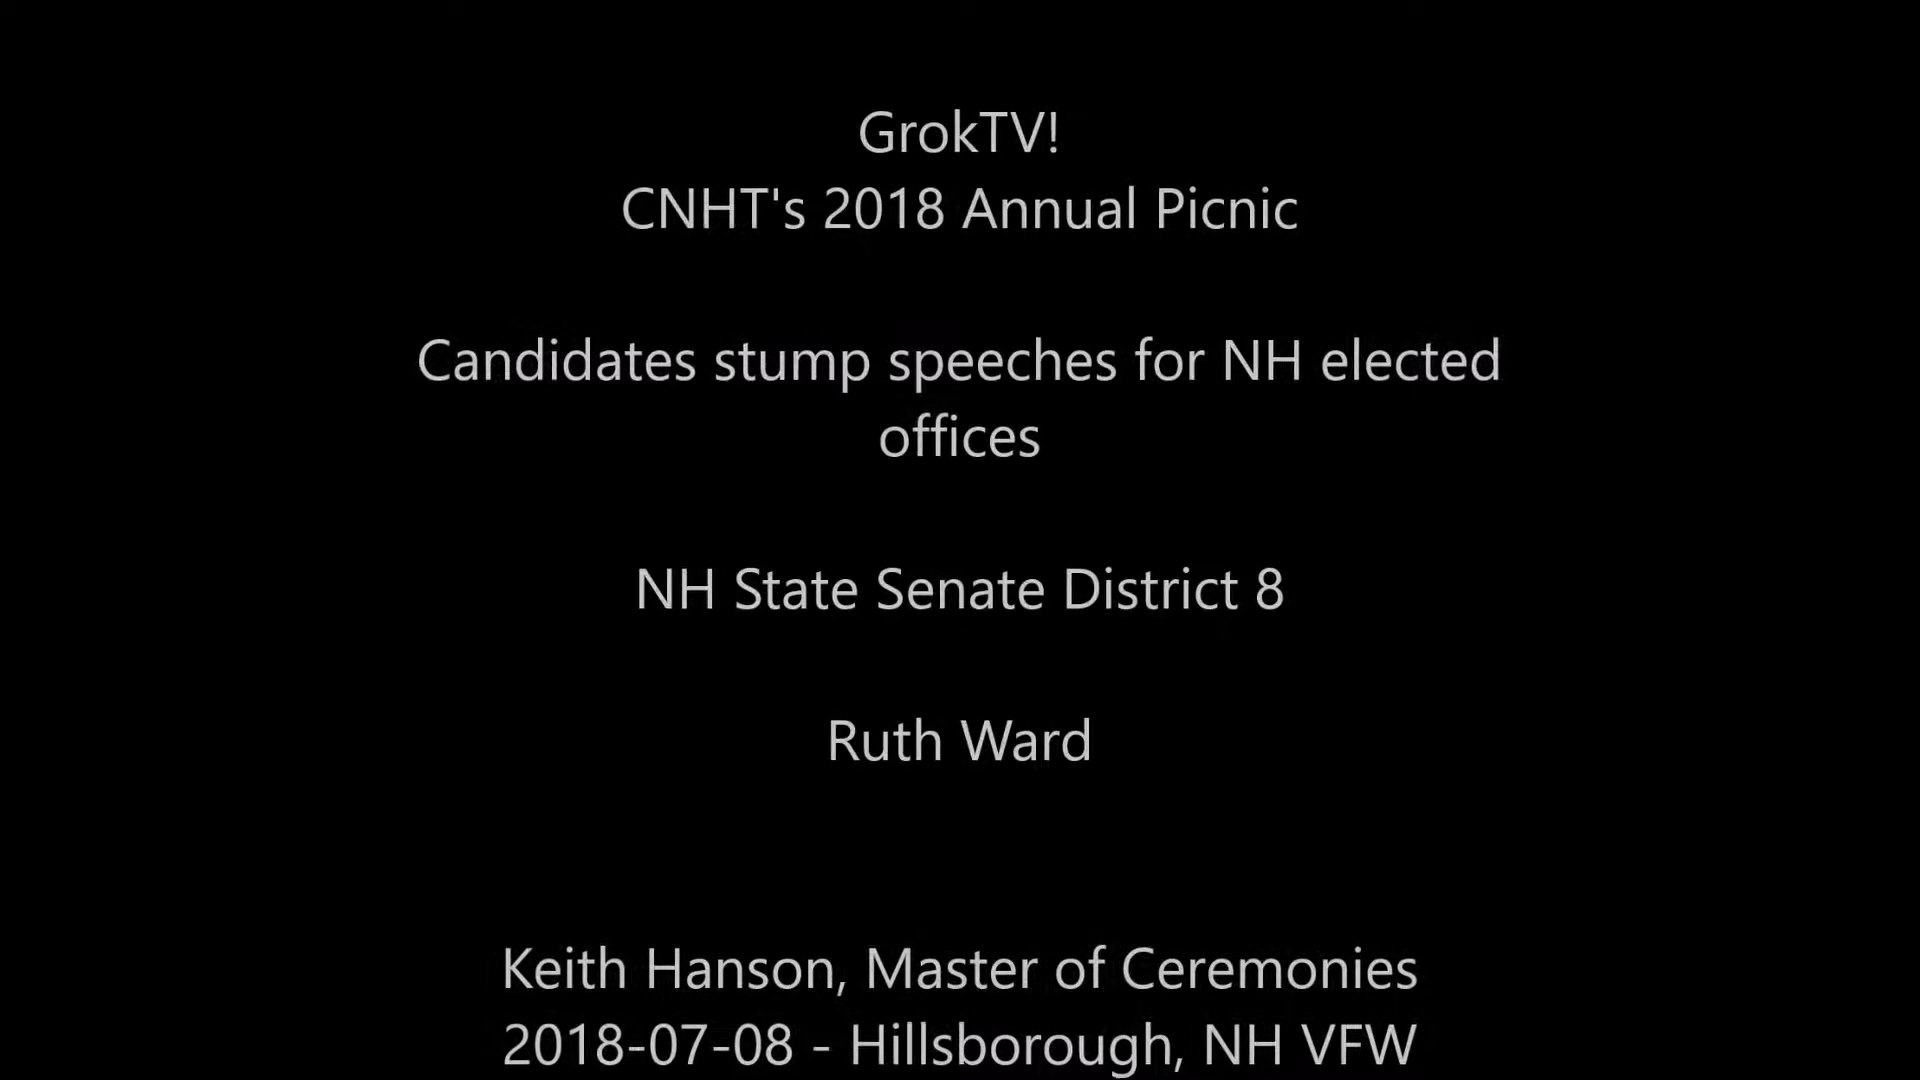 GrokTV!
CNHT's 2018 Annual Picnic
Candidates stump speeches for NH elected
offices
NH State Senate District 8
Ruth Ward
Keith Hanson, Master of Ceremonies
2018-07-08 - Hillsborough, NH VFW